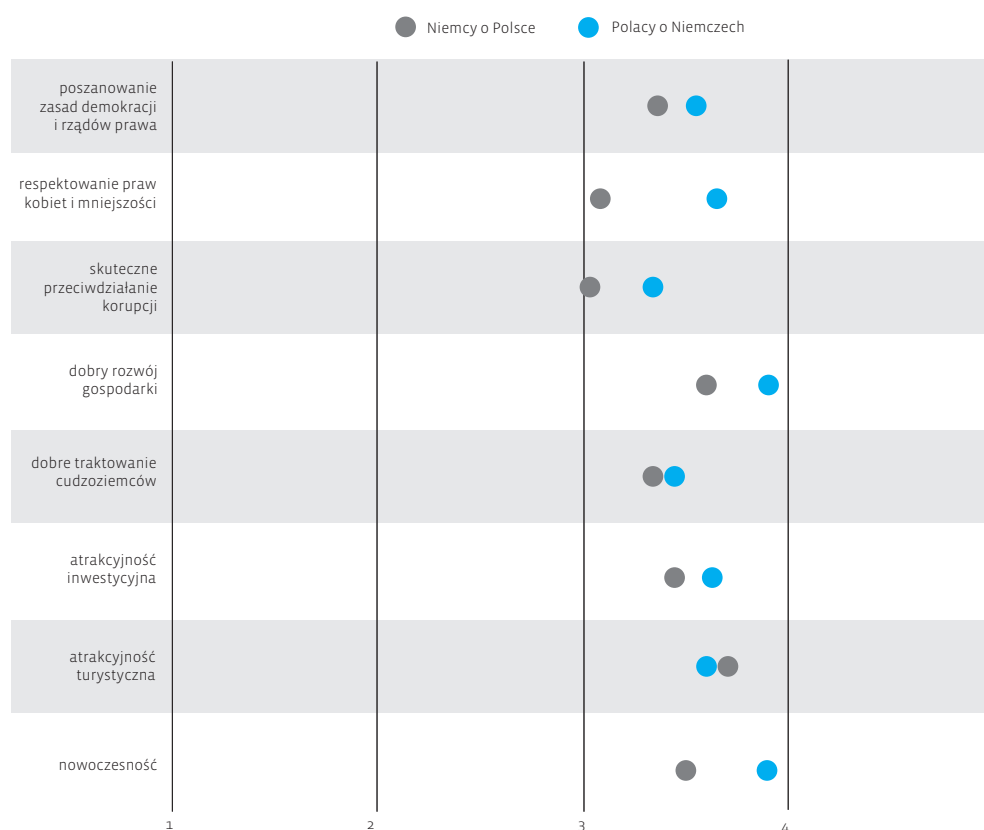 Niemcy o Polsce
Polacy o Niemczech
poszanowanie
zasad demokracji
i rządów prawa
respektowanie praw
kobiet i mniejszości
skuteczne
przeciwdziałanie
korupcji
dobry rozwój
gospodarki
dobre traktowanie
cudzoziemców
atrakcyjność
inwestycyjna
atrakcyjność
turystyczna
nowoczesność
1 2 3 4